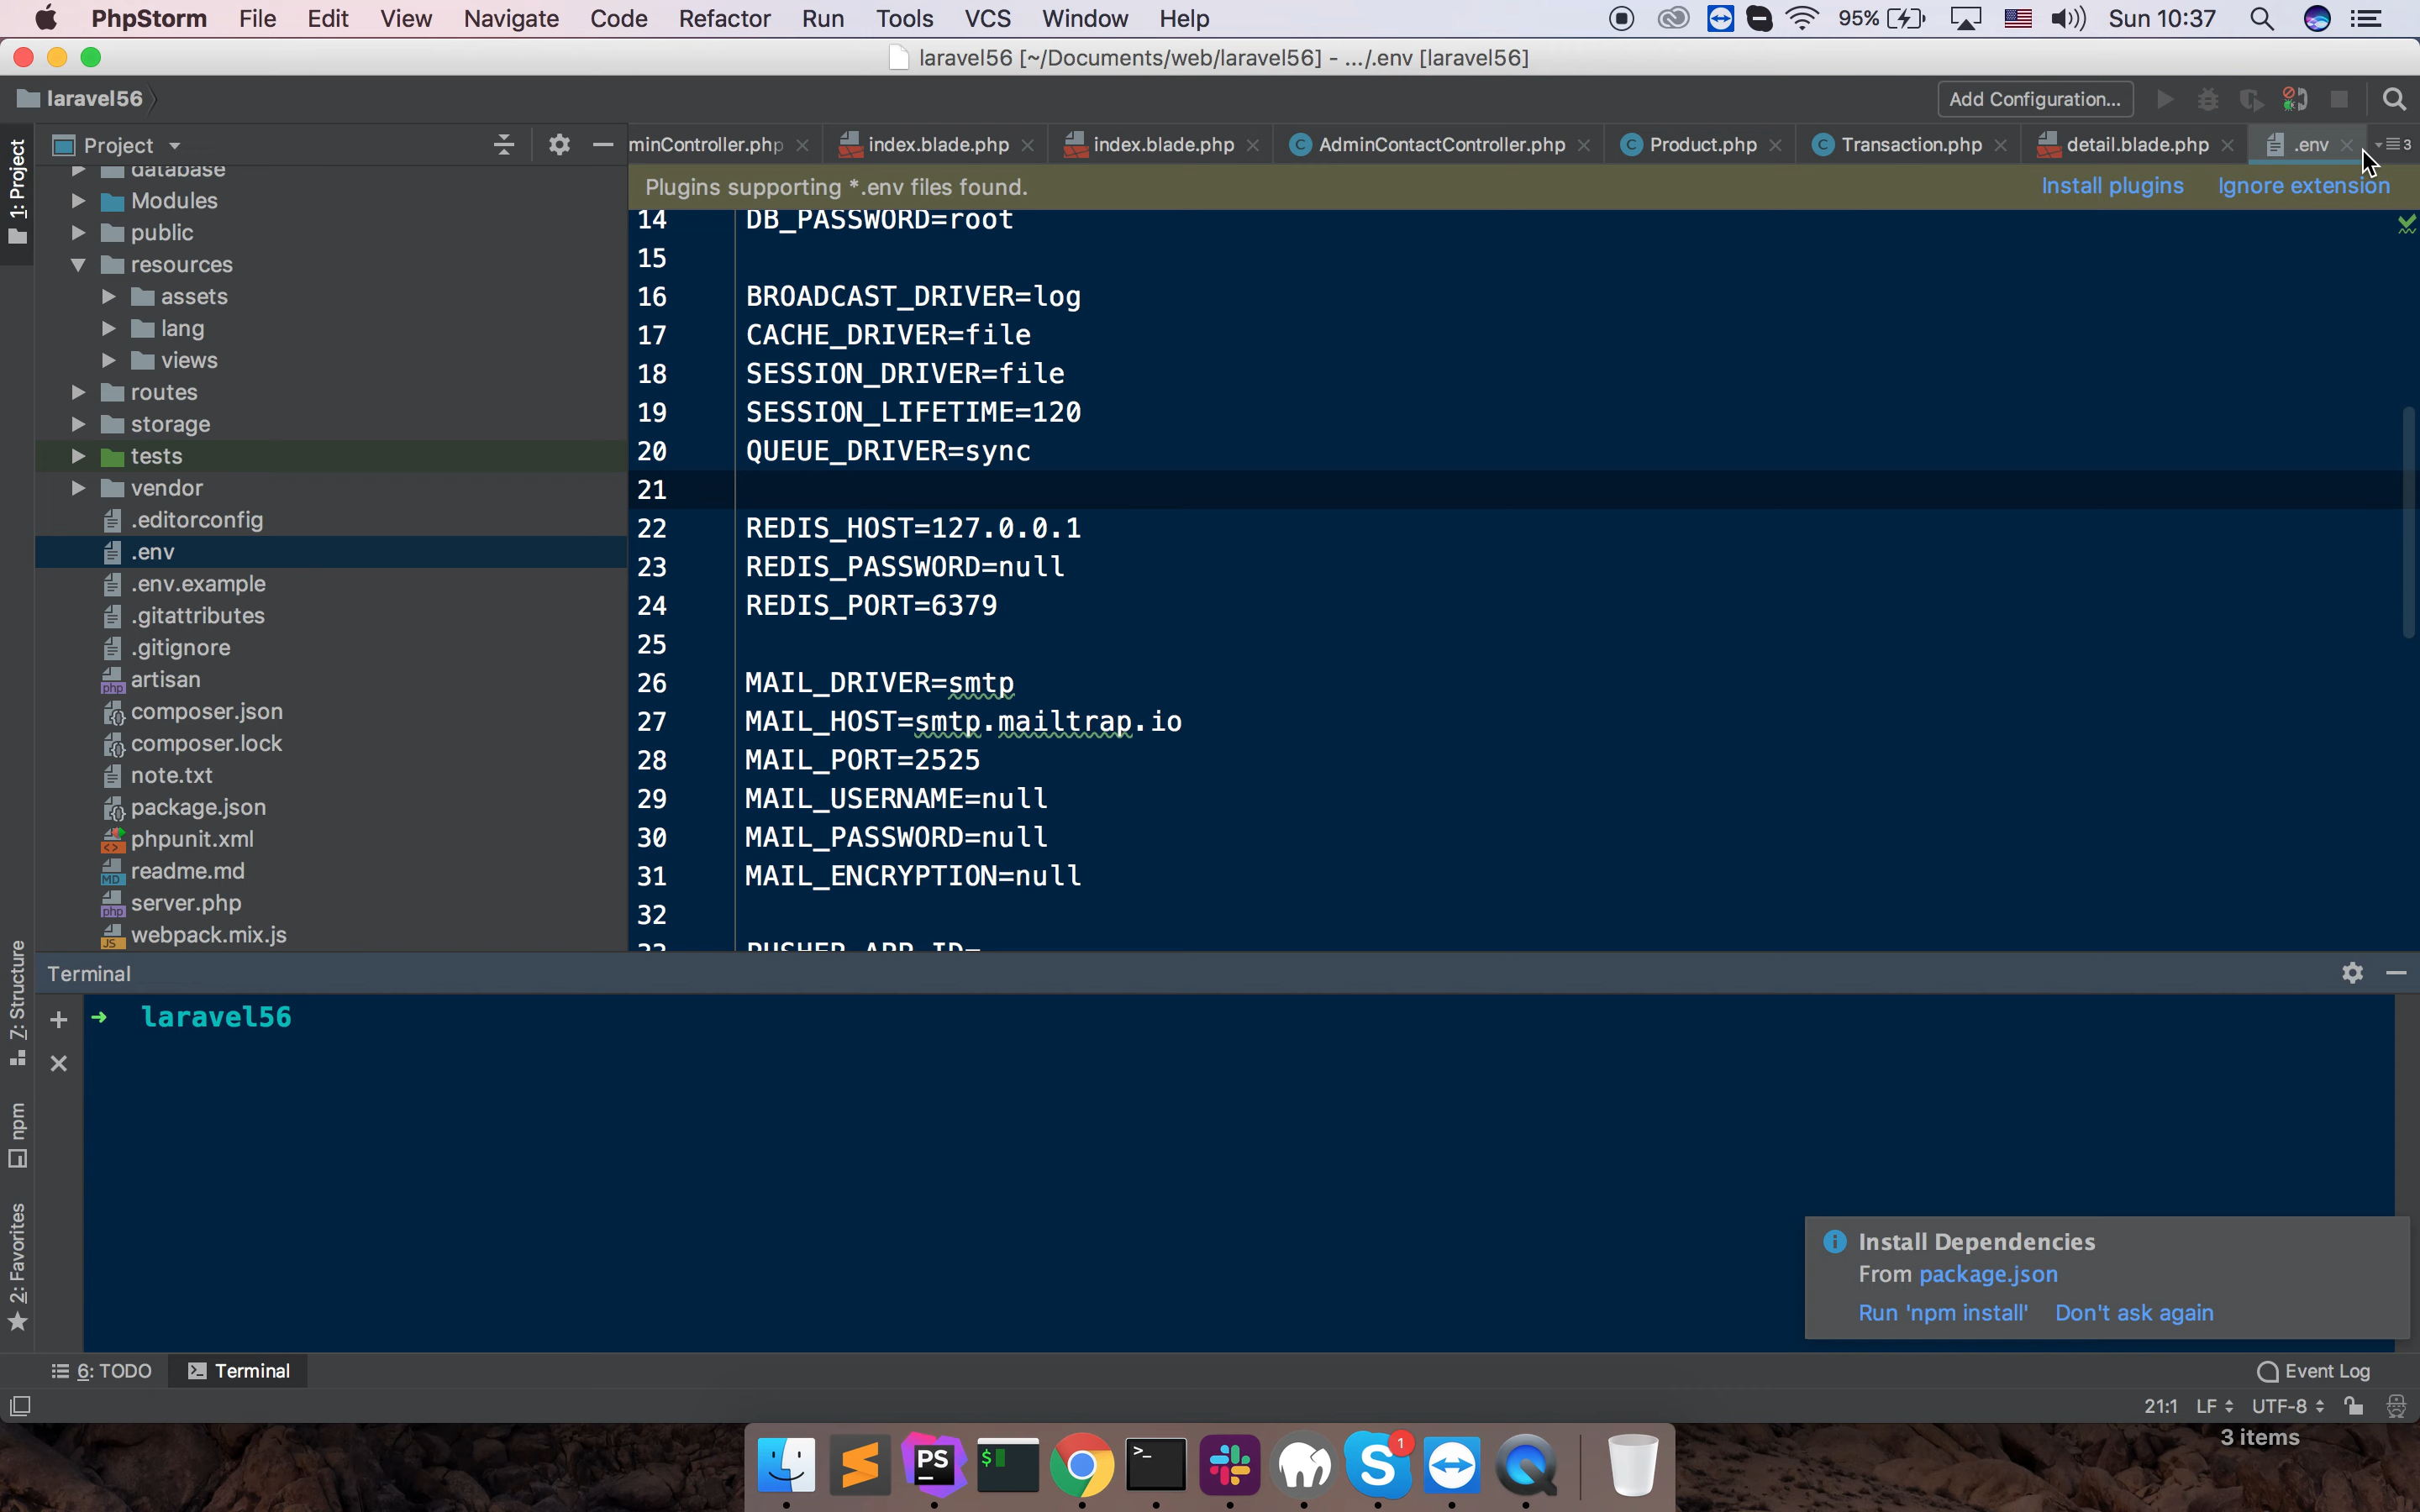 PhpStorm File Edit View Navigate Code Refactor Run Tools VCS Window Help 95% Sun 10:37
laravel56 [~/Documents/web/laravel56] - .../.env [laravel56]
laravel56 Add Configuration...
Project minController.php index.blade.php index.blade.php AdminContactController.php Product.php Transaction.php detail.blade.php .env 3
Plugins supporting *.env files found. Install plugins Ignore extension
1: Project
7: Structure
npm
2: Favorites
database
Modules
public
resources
assets
lang
views
routes
storage
tests
vendor
.editorconfig
.env
.env.example
.gitattributes
.gitignore
artisan
composer.json
composer.lock
note.txt
package.json
phpunit.xml
readme.md
server.php
webpack.mix.js
14 DB_PASSWORD=root
15
16 BROADCAST_DRIVER=log
17 CACHE_DRIVER=file
18 SESSION_DRIVER=file
19 SESSION_LIFETIME=120
20 QUEUE_DRIVER=sync
21
22 REDIS_HOST=127.0.0.1
23 REDIS_PASSWORD=null
24 REDIS_PORT=6379
25
26 MAIL_DRIVER=smtp
27 MAIL_HOST=smtp.mailtrap.io
28 MAIL_PORT=2525
29 MAIL_USERNAME=null
30 MAIL_PASSWORD=null
31 MAIL_ENCRYPTION=null
32
33 PUSHER_APP_ID=
Terminal
→ laravel56
Install Dependencies
From package.json
Run 'npm install' Don't ask again
6: TODO Terminal Event Log
21:1 LF UTF-8
3 items
PS
1